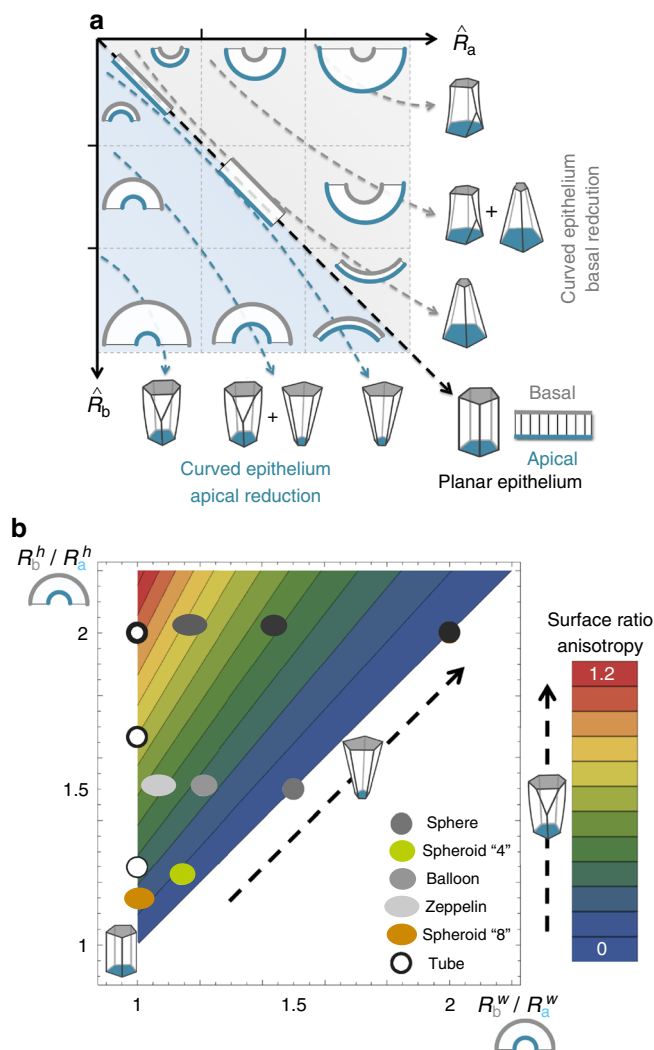 a
R̂a
+
Curved epithelium
basal redcution
R̂b
+
Basal
Apical
Curved epithelium
apical reduction
Planar epithelium
b
Rbʰ / Raʰ
Surface ratio
anisotropy
1.2
2
1.5
Sphere
Spheroid “4”
Balloon
Zeppelin
Spheroid “8”
Tube
0
1
1
1.5
2
Rbʷ / Raʷ